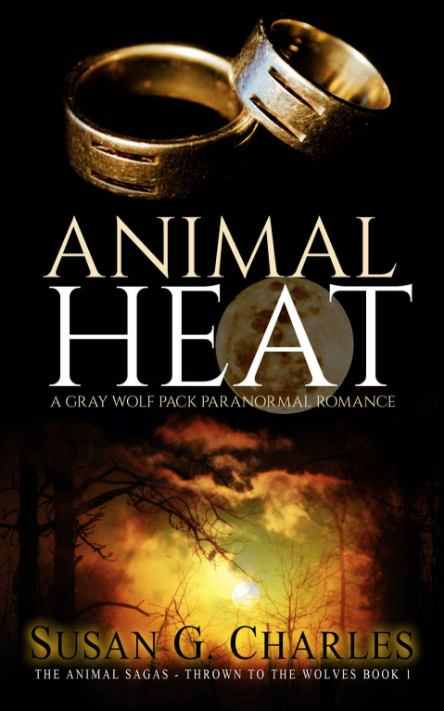 ANIMAL
HEAT
A GRAY WOLF PACK PARANORMAL ROMANCE
SUSAN G. CHARLES
THE ANIMAL SAGAS - THROWN TO THE WOLVES BOOK 1